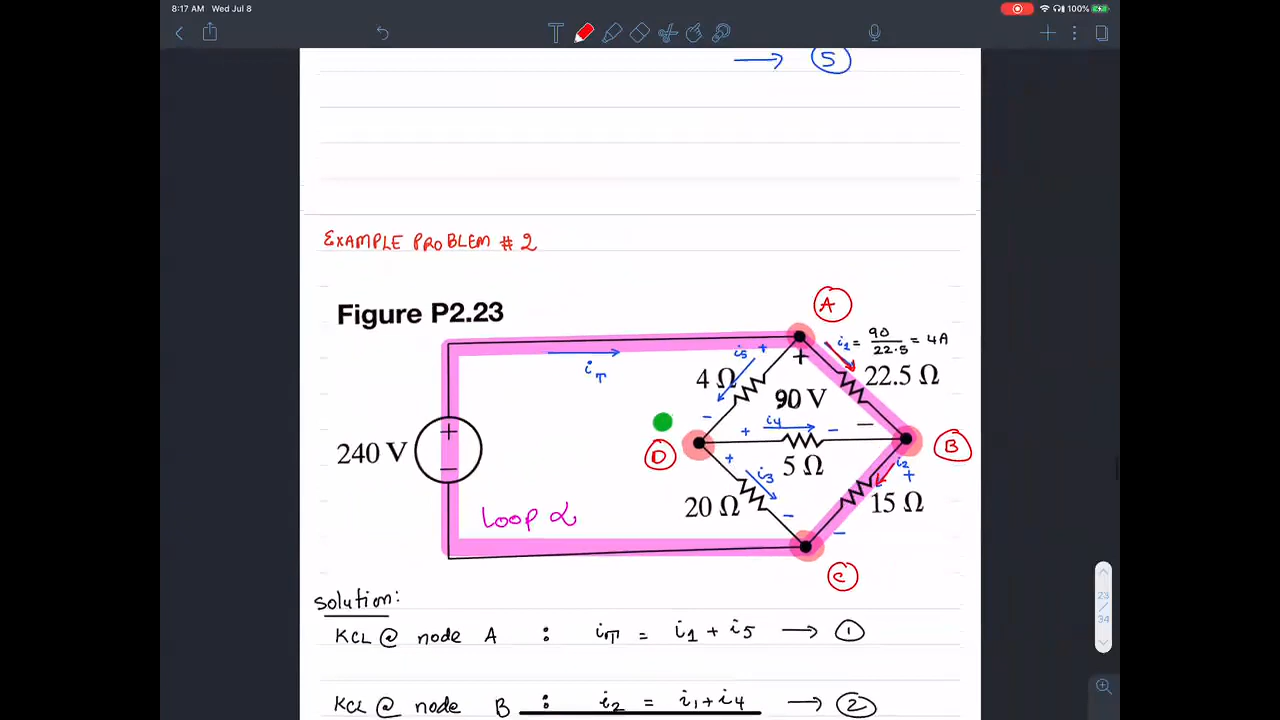 8:17 AM Wed Jul 8
100%
T
→ 5
EXAMPLE PROBLEM # 2
Figure P2.23
A
i1 = 90/22.5 = 4A
iT
i5 +
+
4 Ω
22.5 Ω
90 V
-
i4
+ -
-
240 V
+
-
D
B
5 Ω
i2
+
+
i3
20 Ω
15 Ω
-
-
Loop α
C
solution:
KCL @ node A : iT = i1 + i5 → 1
KCL @ node B : i2 = i1 + i4 → 2
23
/
34